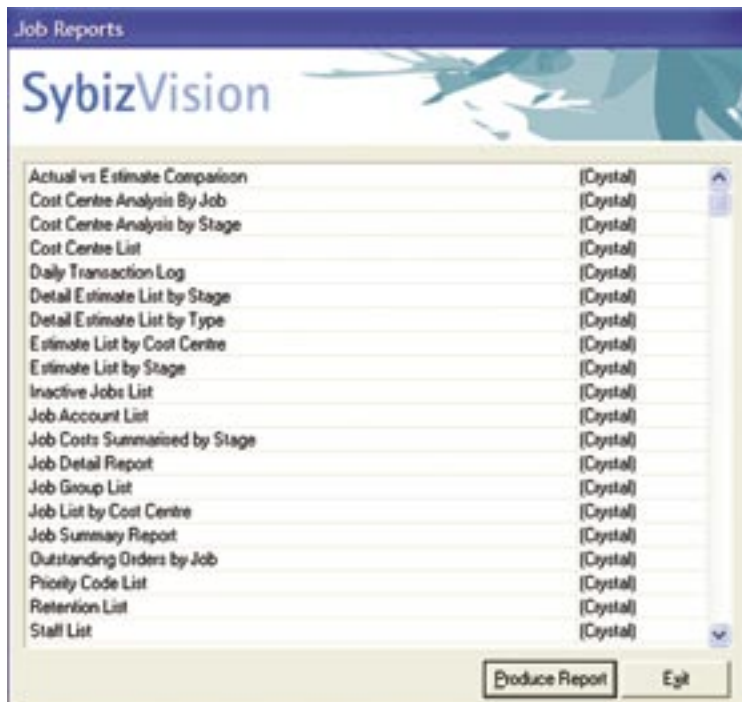 Job Reports
SybizVision
Actual vs Estimate Comparison (Crystal)
Cost Centre Analysis By Job (Crystal)
Cost Centre Analysis by Stage (Crystal)
Cost Centre List (Crystal)
Daily Transaction Log (Crystal)
Detail Estimate List by Stage (Crystal)
Detail Estimate List by Type (Crystal)
Estimate List by Cost Centre (Crystal)
Estimate List by Stage (Crystal)
Inactive Jobs List (Crystal)
Job Account List (Crystal)
Job Costs Summarised by Stage (Crystal)
Job Detail Report (Crystal)
Job Group List (Crystal)
Job List by Cost Centre (Crystal)
Job Summary Report (Crystal)
Outstanding Orders by Job (Crystal)
Priority Code List (Crystal)
Retention List (Crystal)
Staff List (Crystal)
Produce Report Exit